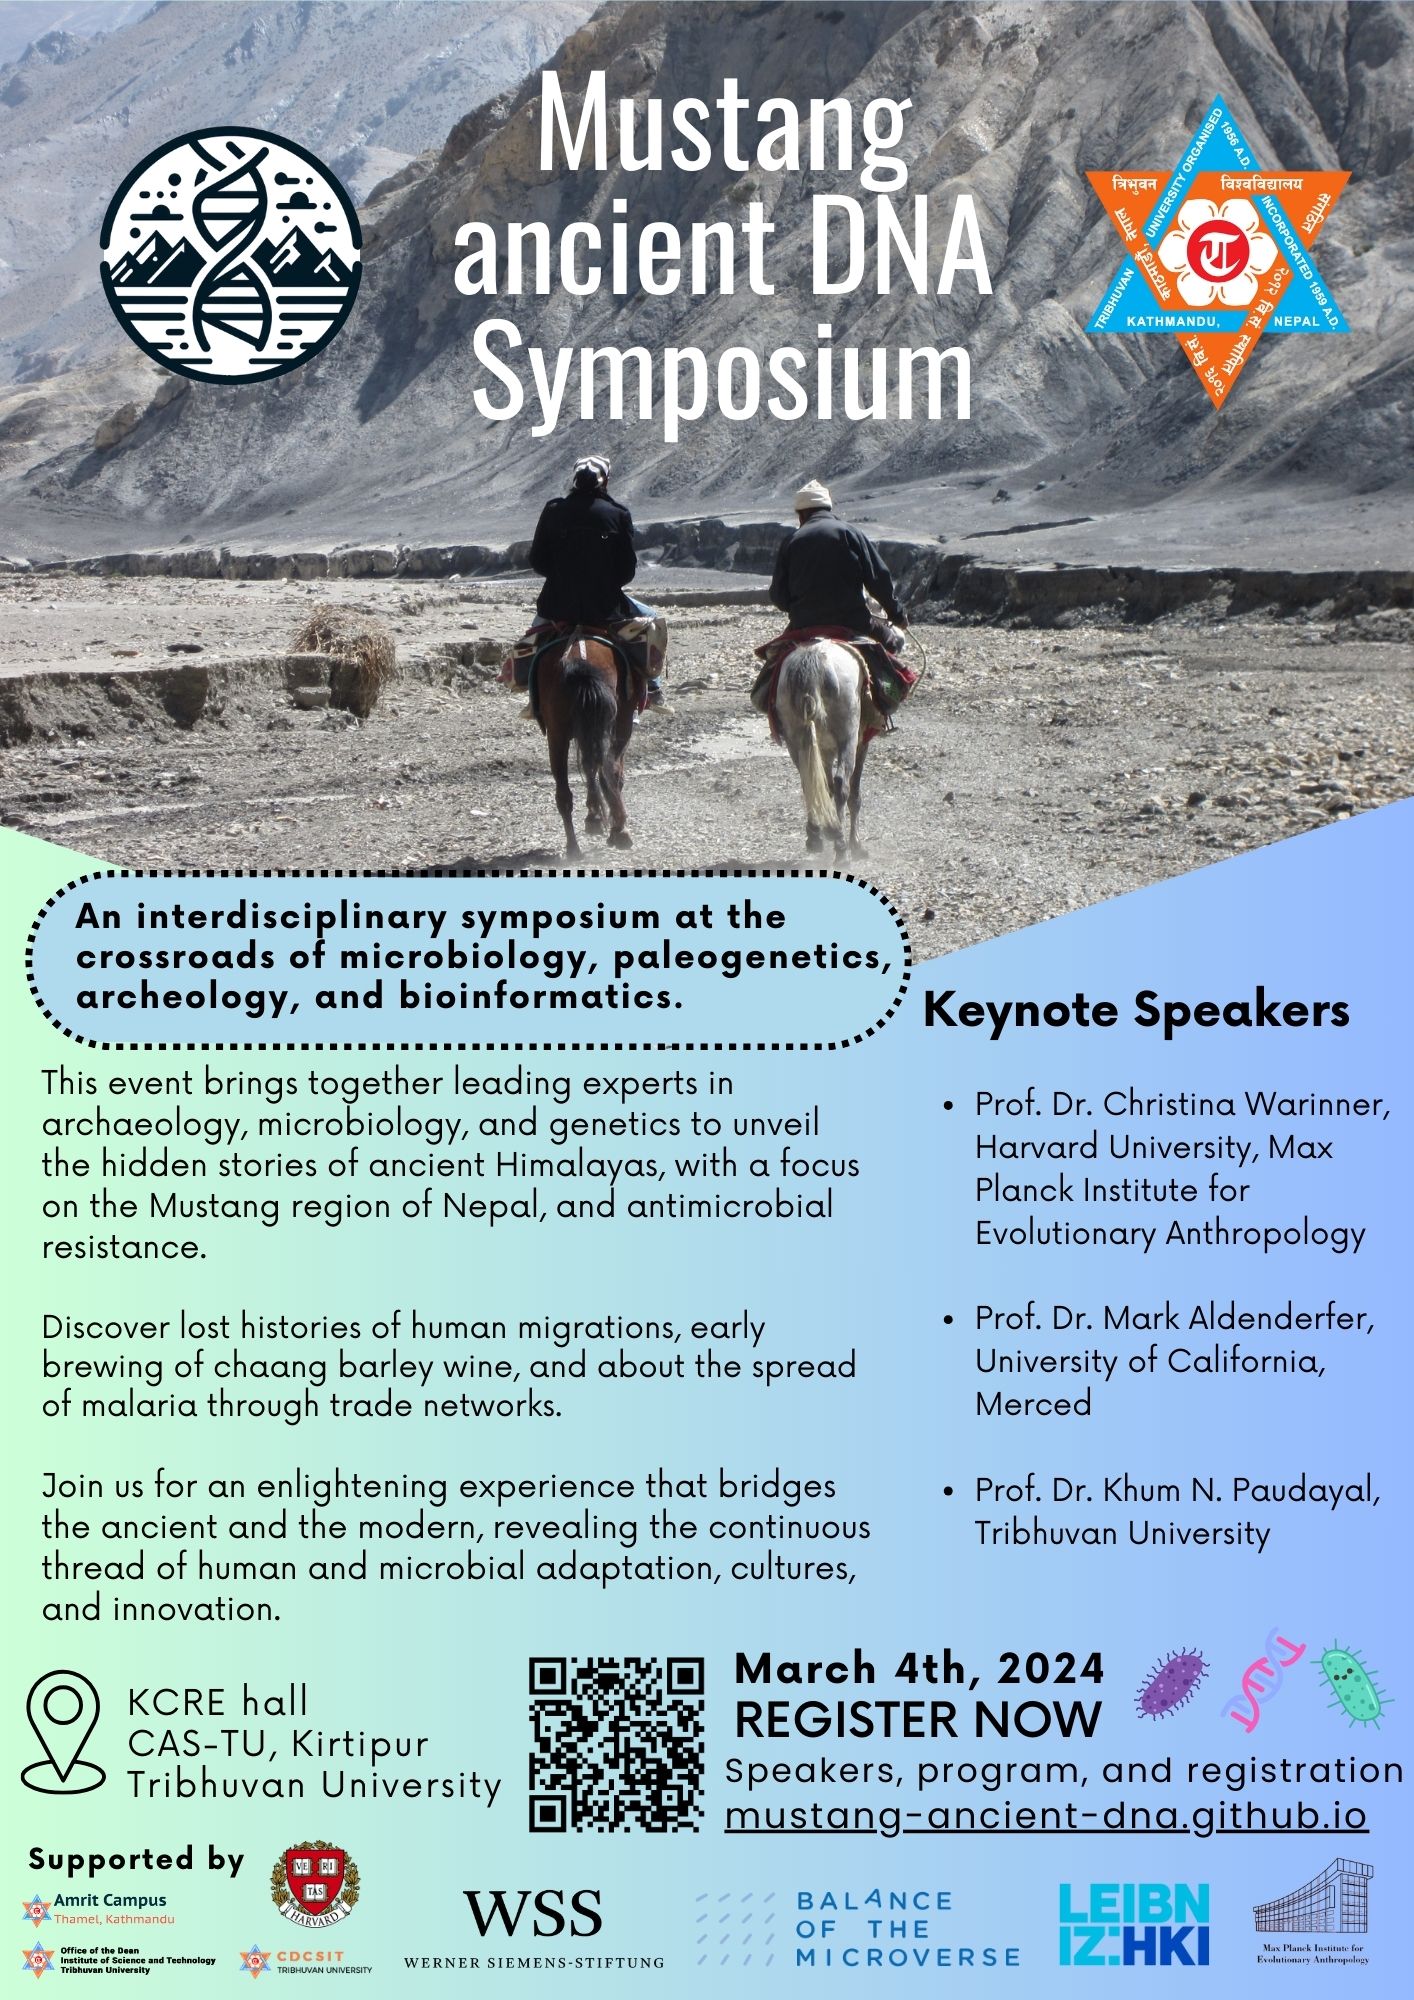 Mustang
ancient DNA
Symposium
त्रिभुवन
विश्वविद्यालय
TRIBHUVAN
UNIVERSITY ORGANISED
1956 A.D.
INCORPORATED 1959 A.D.
KATHMANDU,
NEPAL
An interdisciplinary symposium at the
crossroads of microbiology, paleogenetics,
archeology, and bioinformatics.
This event brings together leading experts in
archaeology, microbiology, and genetics to unveil
the hidden stories of ancient Himalayas, with a focus
on the Mustang region of Nepal, and antimicrobial
resistance.
Discover lost histories of human migrations, early
brewing of chaang barley wine, and about the spread
of malaria through trade networks.
Join us for an enlightening experience that bridges
the ancient and the modern, revealing the continuous
thread of human and microbial adaptation, cultures,
and innovation.
Keynote Speakers
• Prof. Dr. Christina Warinner,
Harvard University, Max
Planck Institute for
Evolutionary Anthropology
• Prof. Dr. Mark Aldenderfer,
University of California,
Merced
• Prof. Dr. Khum N. Paudayal,
Tribhuvan University
KCRE hall
CAS-TU, Kirtipur
Tribhuvan University
March 4th, 2024
REGISTER NOW
Speakers, program, and registration
mustang-ancient-dna.github.io
Supported by
Amrit Campus
Thamel, Kathmandu
VE RI
TAS
HARVARD
Office of the Dean
Institute of Science and Technology
Tribhuvan University
CDCSIT
TRIBHUVAN UNIVERSITY
WSS
WERNER SIEMENS-STIFTUNG
BALANCE
OF THE
MICROVERSE
LEIBN
IZ:HKI
Max Planck Institute for
Evolutionary Anthropology